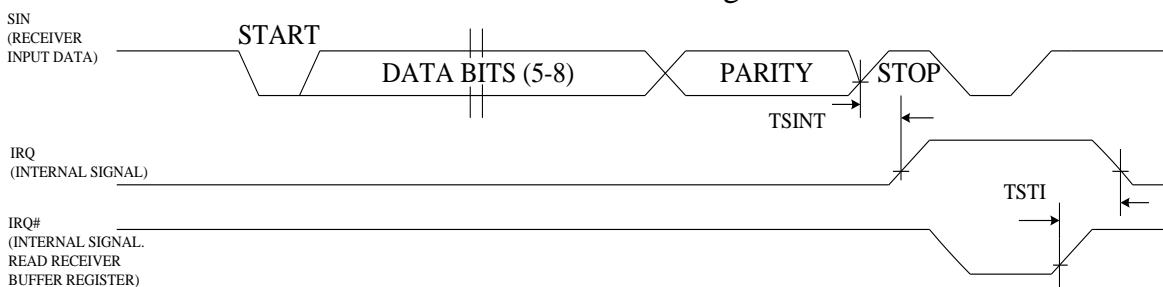 SIN
(RECEIVER
INPUT DATA)
START
DATA BITS (5-8)
PARITY
STOP
TSINT
IRQ
(INTERNAL SIGNAL)
TSTI
IRQ#
(INTERNAL SIGNAL.
READ RECEIVER
BUFFER REGISTER)